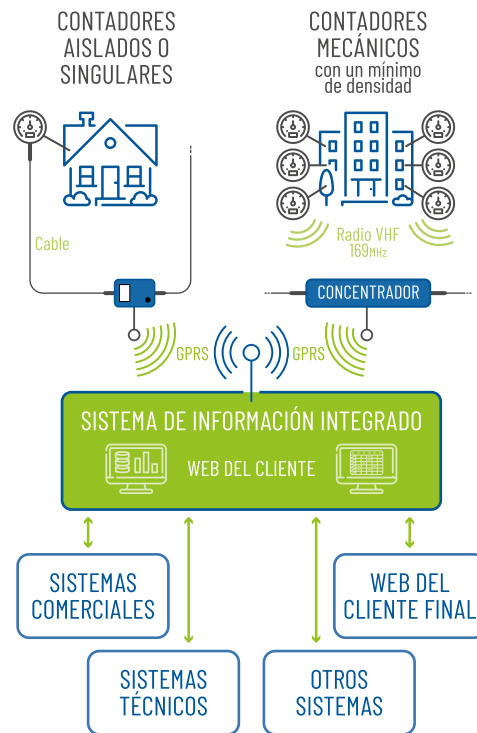 CONTADORES
AISLADOS O
SINGULARES
CONTADORES
MECÁNICOS
con un mínimo
de densidad
Cable
Radio VHF
169MHz
CONCENTRADOR
GPRS
GPRS
SISTEMA DE INFORMACIÓN INTEGRADO
WEB DEL CLIENTE
SISTEMAS
COMERCIALES
WEB DEL
CLIENTE FINAL
SISTEMAS
TÉCNICOS
OTROS
SISTEMAS